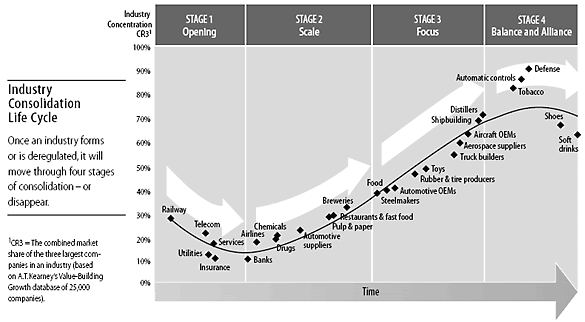 Industry
Concentration
CR3¹
STAGE 1
Opening
STAGE 2
Scale
STAGE 3
Focus
STAGE 4
Balance and Alliance
100%
90%
80%
70%
60%
50%
40%
30%
20%
10%
0%
Industry
Consolidation
Life Cycle
Once an industry forms
or is deregulated, it will
move through four stages
of consolidation – or
disappear.
¹CR3 = The combined market
share of the three largest com-
panies in an industry (based
on A.T. Kearney's Value-Building
Growth database of 25,000
companies).
Railway
Telecom
Services
Utilities
Insurance
Airlines
Chemicals
Drugs
Banks
Automotive
suppliers
Breweries
Restaurants & fast food
Pulp & paper
Food
Steelmakers
Automotive OEMs
Rubber & tire producers
Toys
Truck builders
Aerospace suppliers
Aircraft OEMs
Shipbuilding
Distillers
Automatic controls
Defense
Tobacco
Shoes
Soft
drinks
Time